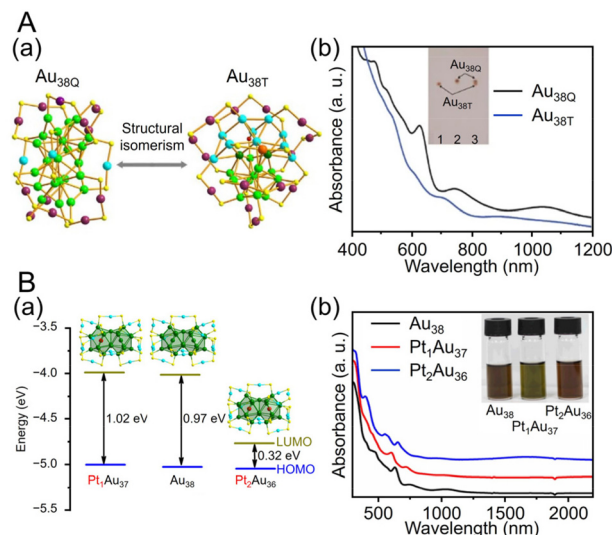 A
(a)
Au38Q
Au38T
Structural
isomerism
(b)
Absorbance (a. u.)
Au38Q
Au38T
1 2 3
Au38Q
Au38T
400 600 800 1000 1200
Wavelength (nm)
B
(a)
Energy (eV)
−3.5
−4.0
−4.5
−5.0
−5.5
1.02 eV
0.97 eV
0.32 eV
LUMO
HOMO
Pt1Au37
Au38
Pt2Au36
(b)
Absorbance (a. u.)
Au38
Pt1Au37
Pt2Au36
Au38
Pt1Au37
Pt2Au36
500 1000 1500 2000
Wavelength (nm)